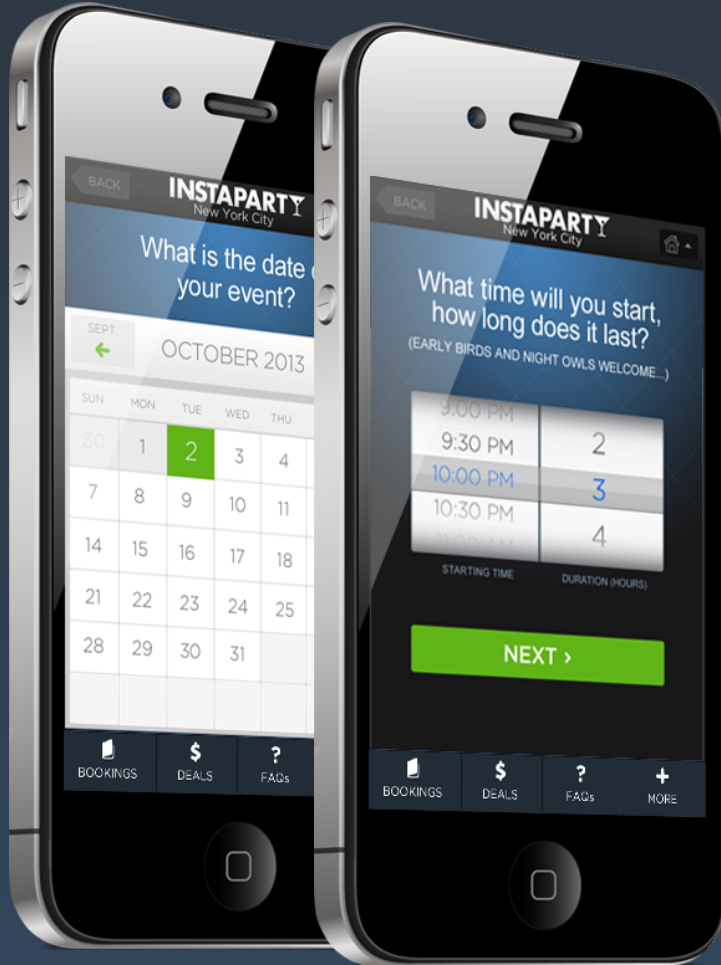 BACK
INSTAPARTY
New York City
What is the date
your event?
SEPT.
OCTOBER 2013
SUN MON TUE WED THU
30 1 2 3 4
7 8 9 10 11
14 15 16 17 18
21 22 23 24 25
28 29 30 31
BOOKINGS
$
DEALS
?
FAQs
BACK
INSTAPARTY
New York City
What time will you start,
how long does it last?
(EARLY BIRDS AND NIGHT OWLS WELCOME...)
9:00 PM
9:30 PM 2
10:00 PM 3
10:30 PM 4
11:00 AM
STARTING TIME DURATION (HOURS)
NEXT >
BOOKINGS
$
DEALS
?
FAQs
+
MORE